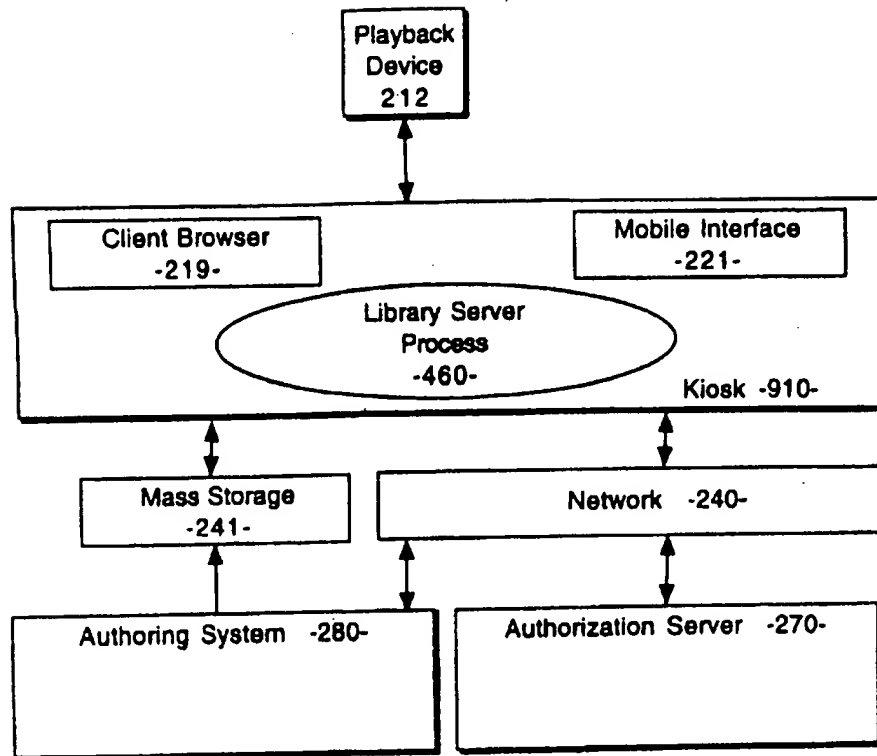 Playback
Device
212
Client Browser
-219-
Mobile Interface
-221-
Library Server
Process
-460-
Kiosk -910-
Mass Storage
-241-
Network -240-
Authoring System -280-
Authorization Server -270-